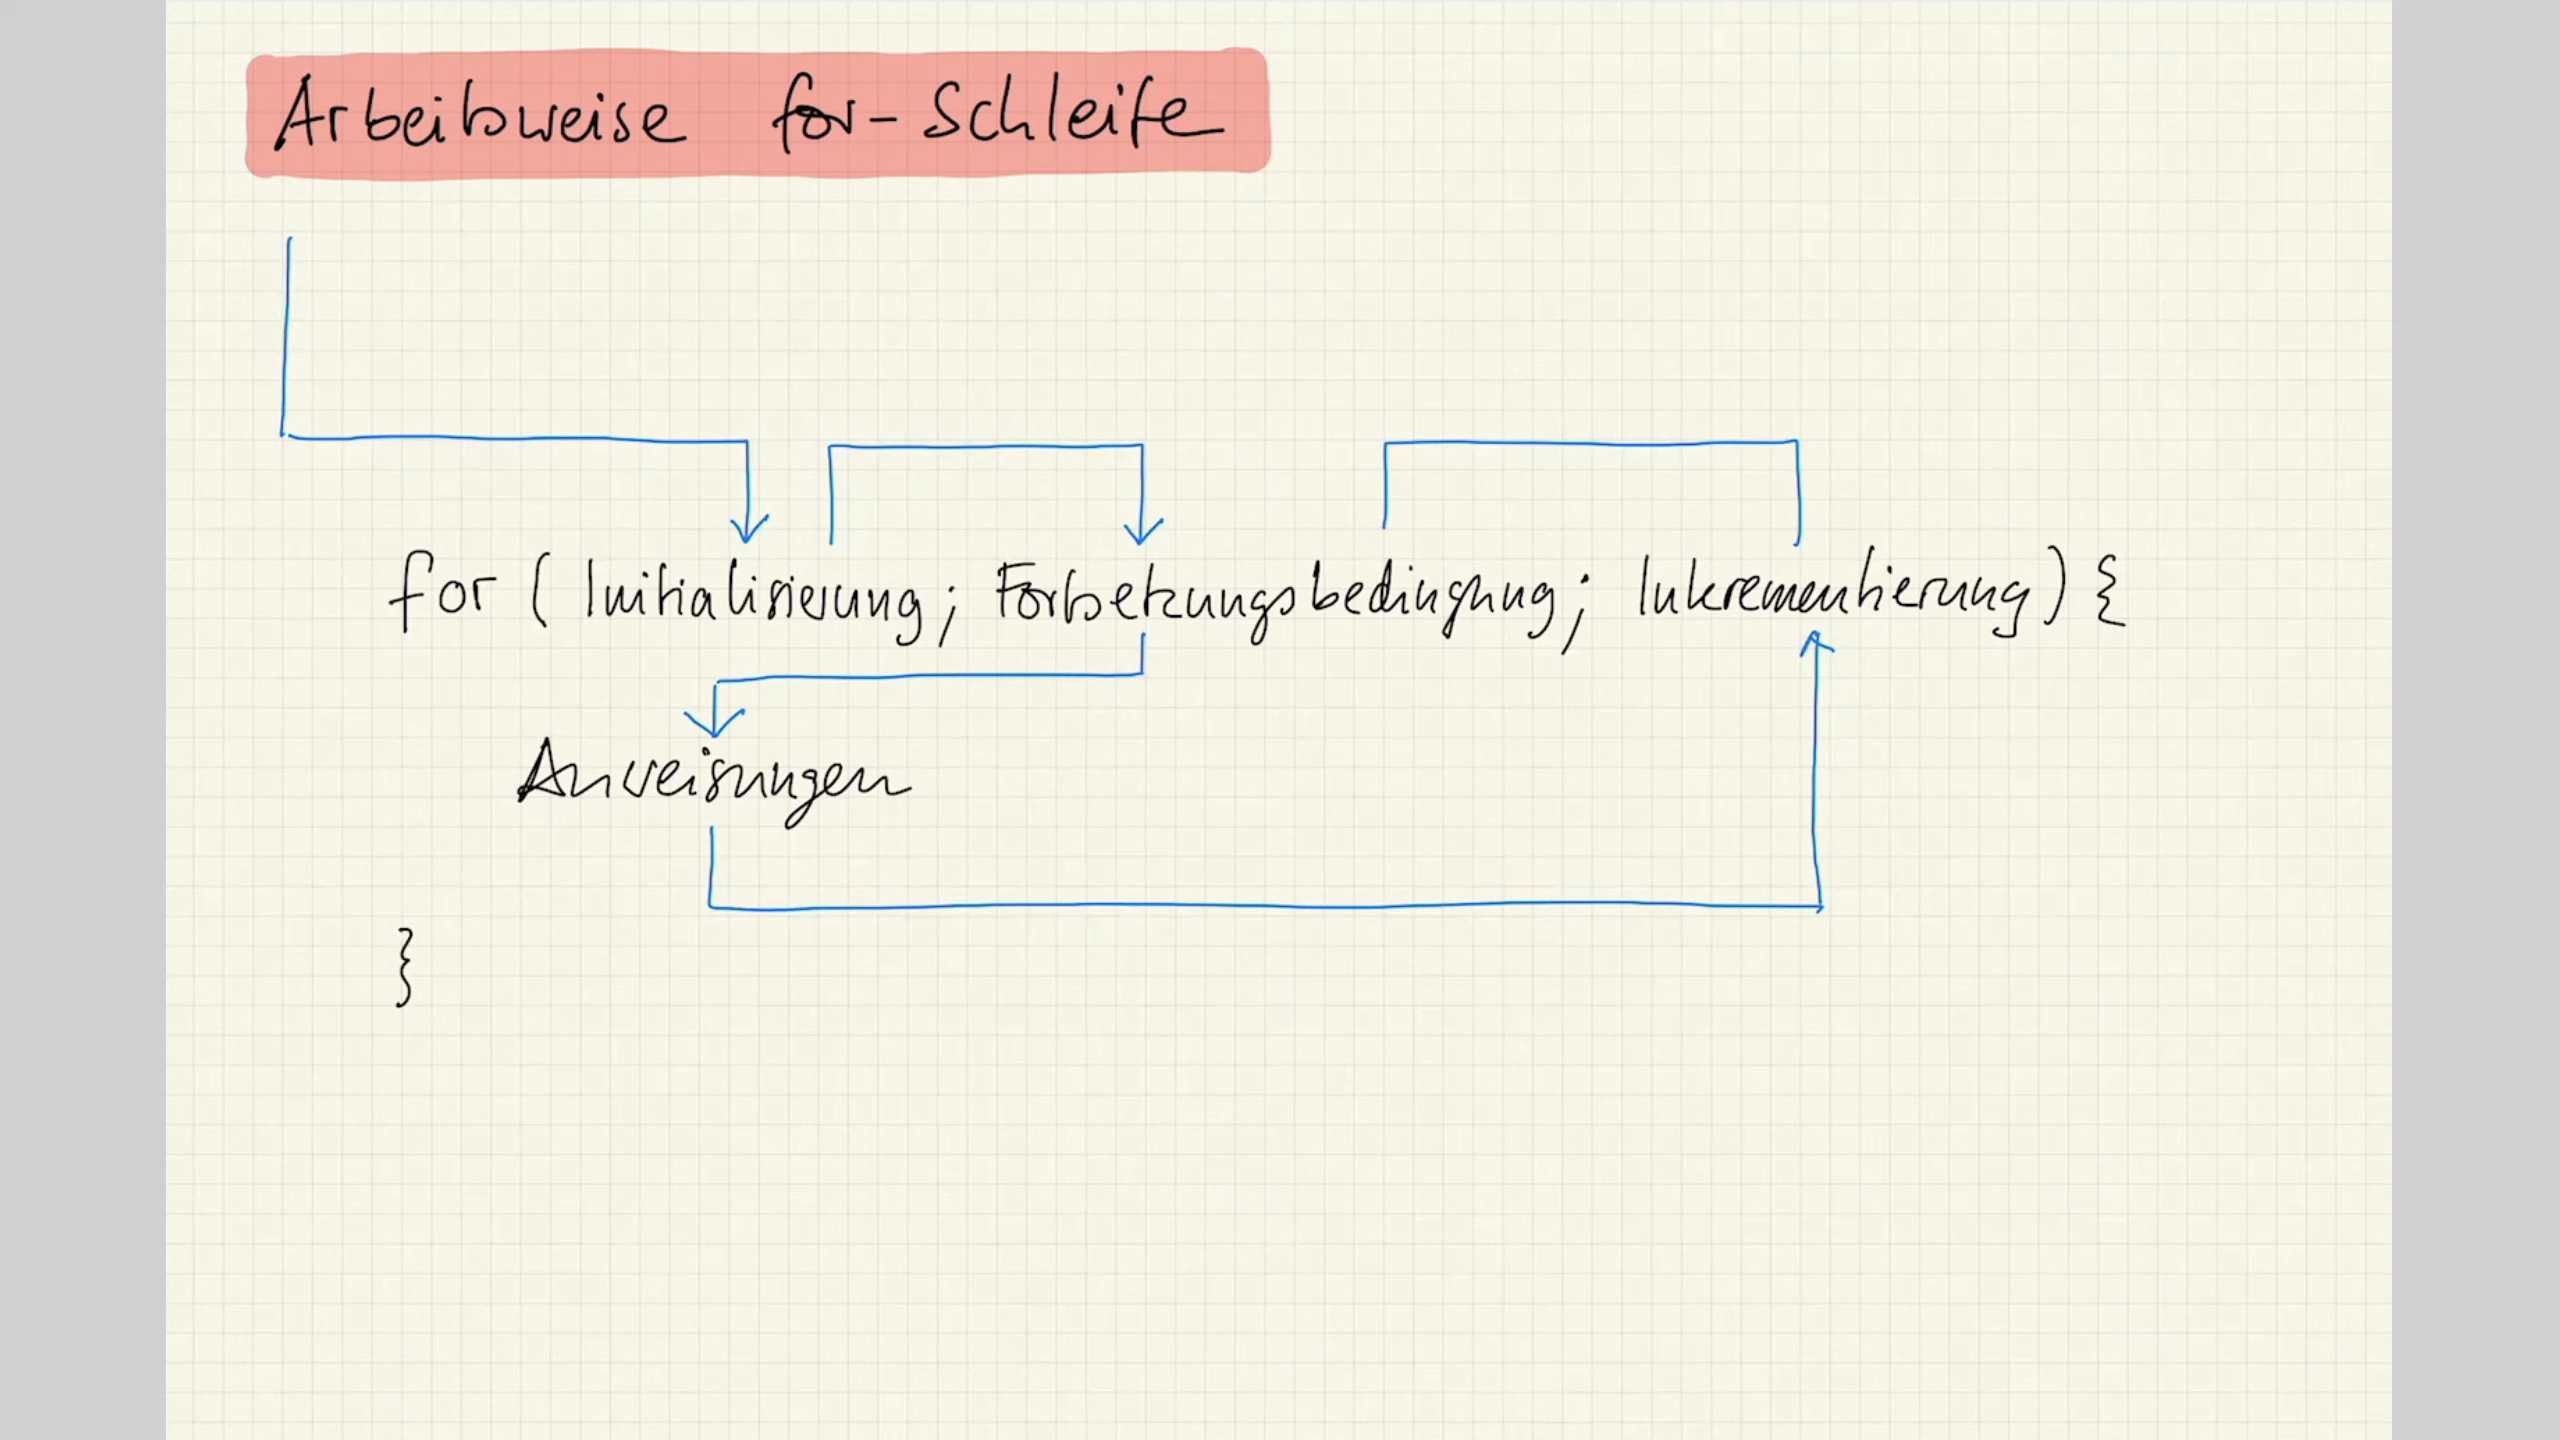 Arbeitsweise for-Schleife
for ( Initialisierung; Fortsetzungsbedingung; Inkrementierung) {
Anweisungen
}